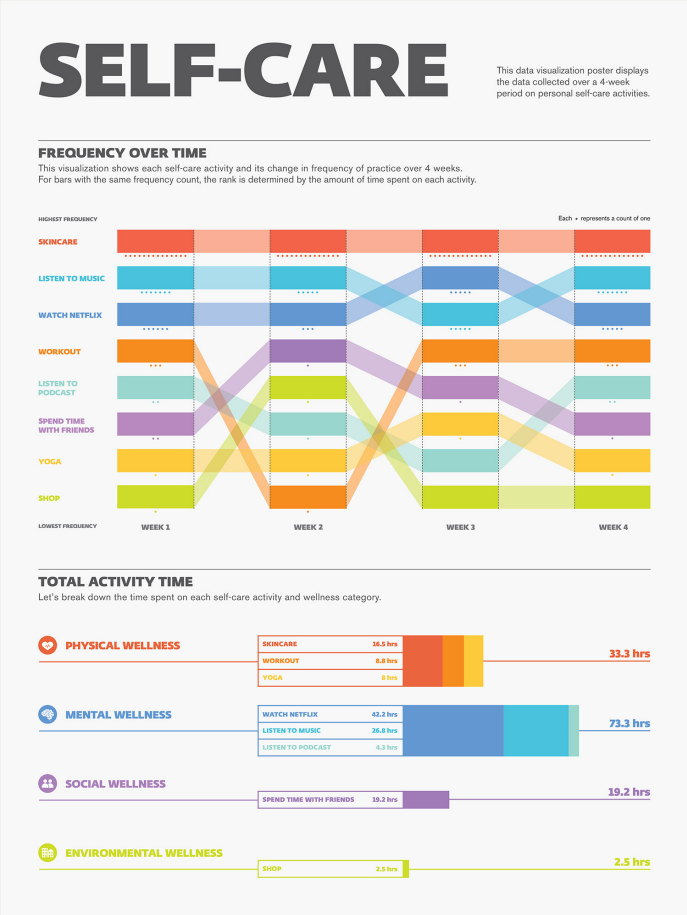 SELF-CARE
This data visualization poster displays
the data collected over a 4-week
period on personal self-care activities.
FREQUENCY OVER TIME
This visualization shows each self-care activity and its change in frequency of practice over 4 weeks.
For bars with the same frequency count, the rank is determined by the amount of time spent on each activity.
HIGHEST FREQUENCY
Each • represents a count of one
SKINCARE
LISTEN TO MUSIC
WATCH NETFLIX
WORKOUT
LISTEN TO
PODCAST
SPEND TIME
WITH FRIENDS
YOGA
SHOP
LOWEST FREQUENCY
WEEK 1
WEEK 2
WEEK 3
WEEK 4
TOTAL ACTIVITY TIME
Let's break down the time spent on each self-care activity and wellness category.
PHYSICAL WELLNESS
SKINCARE 16.5 hrs
WORKOUT 8.8 hrs
YOGA 8 hrs
33.3 hrs
MENTAL WELLNESS
WATCH NETFLIX 42.2 hrs
LISTEN TO MUSIC 26.8 hrs
LISTEN TO PODCAST 4.3 hrs
73.3 hrs
SOCIAL WELLNESS
SPEND TIME WITH FRIENDS 19.2 hrs
19.2 hrs
ENVIRONMENTAL WELLNESS
SHOP 2.5 hrs
2.5 hrs